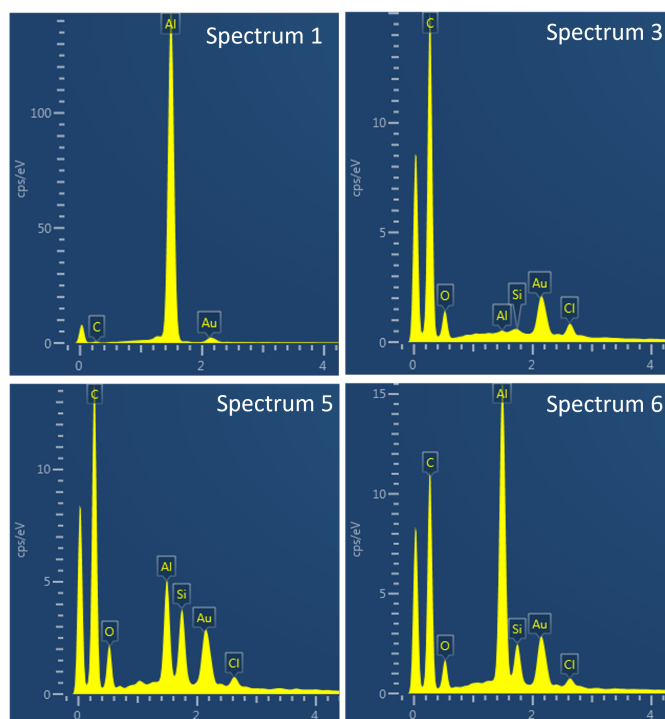 Spectrum 1
Al
100
50
0
cps/eV
C
Au
0
2
4
Spectrum 3
C
10
5
0
cps/eV
O
Al
Si
Au
Cl
0
2
4
Spectrum 5
C
10
5
0
cps/eV
O
Al
Si
Au
Cl
0
2
4
Spectrum 6
Al
15
10
5
0
cps/eV
C
O
Si
Au
Cl
0
2
4